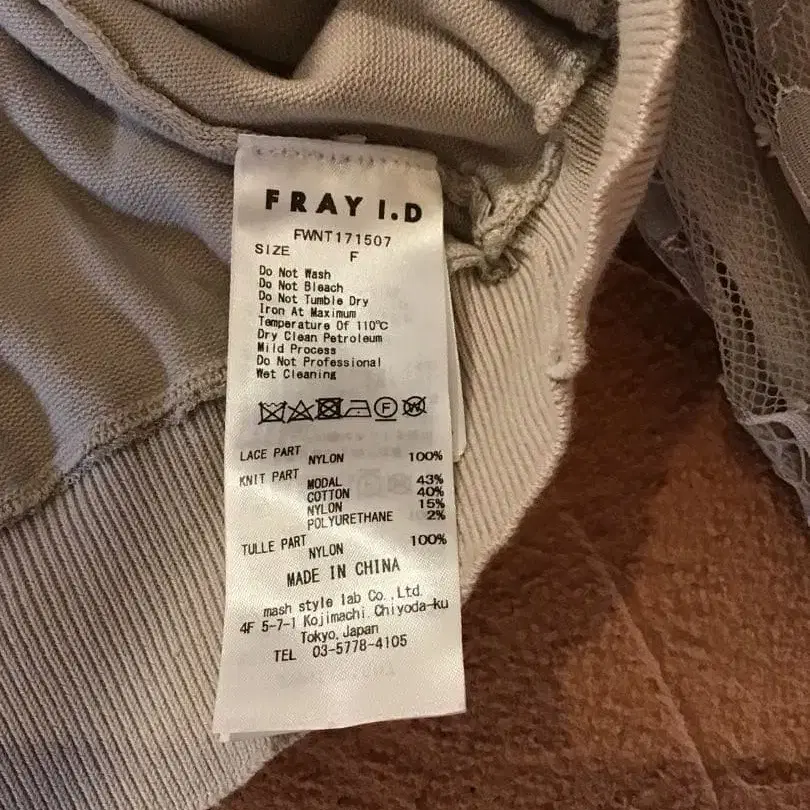 FRAY I.D
FWNT171507
SIZE F
Do Not Wash
Do Not Bleach
Do Not Tumble Dry
Iron At Maximum
Temperature Of 110℃
Dry Clean Petroleum
Mild Process
Do Not Professional
Wet Cleaning
F W
LACE PART NYLON 100%
KNIT PART MODAL 43%
COTTON 40%
NYLON 15%
POLYURETHANE 2%
TULLE PART NYLON 100%
MADE IN CHINA
mash style lab Co.,Ltd.
4F 5-7-1 Kojimachi.Chiyoda-ku
Tokyo.Japan
TEL 03-5778-4105